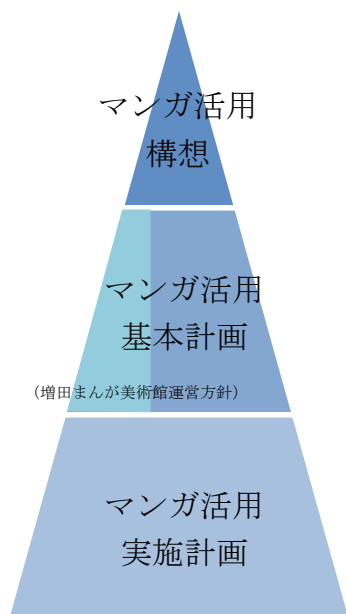 マンガ活用
構想
マンガ活用
基本計画
（増田まんが美術館運営方針）
マンガ活用
実施計画